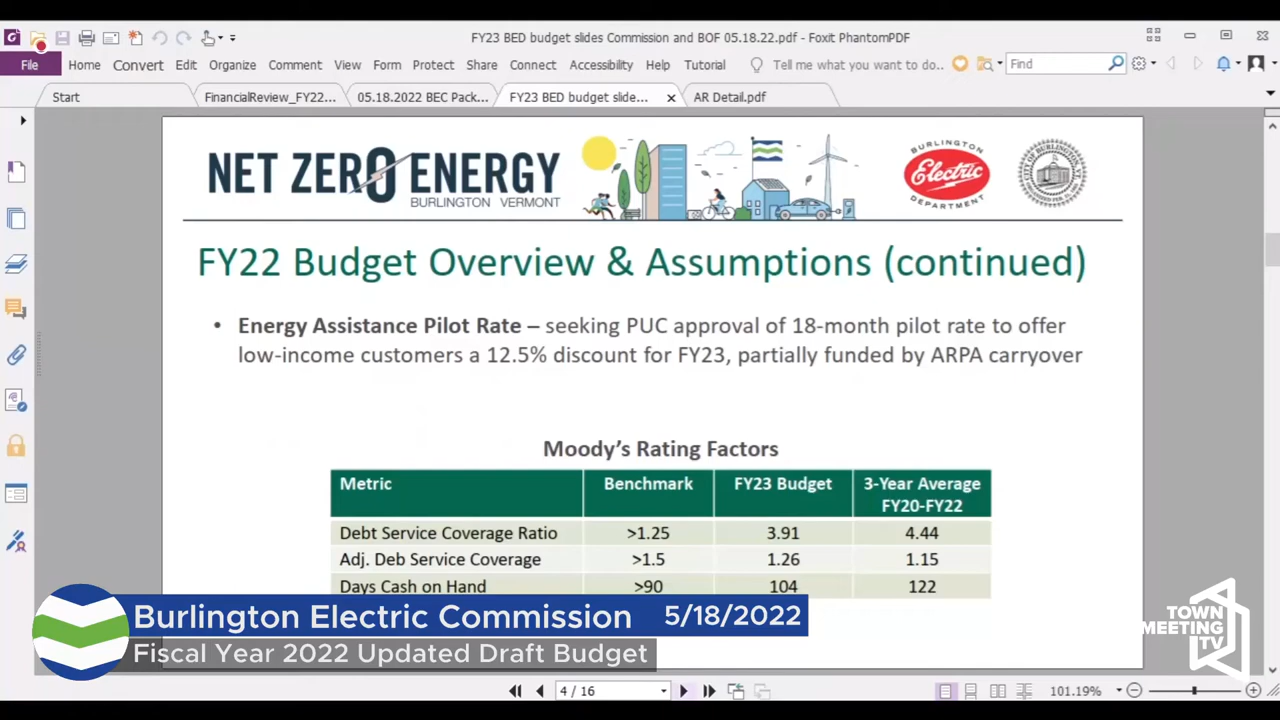 FY23 BED budget slides Commission and BOF 05.18.22.pdf - Foxit PhantomPDF
File Home Convert Edit Organize Comment View Form Protect Share Connect Accessibility Help Tutorial Tell me what you want to do.. Find
Start FinancialReview_FY22... 05.18.2022 BEC Pack... FY23 BED budget slide... AR Detail.pdf
NET ZERO ENERGY
BURLINGTON VERMONT
BURLINGTON
Electric
DEPARTMENT
FY22 Budget Overview & Assumptions (continued)
• Energy Assistance Pilot Rate – seeking PUC approval of 18-month pilot rate to offer
low-income customers a 12.5% discount for FY23, partially funded by ARPA carryover
Moody's Rating Factors
Metric Benchmark FY23 Budget 3-Year Average
FY20-FY22
Debt Service Coverage Ratio >1.25 3.91 4.44
Adj. Deb Service Coverage >1.5 1.26 1.15
Days Cash on Hand >90 104 122
Burlington Electric Commission 5/18/2022
Fiscal Year 2022 Updated Draft Budget
TOWN
MEETING
TV
4 / 16
101.19%